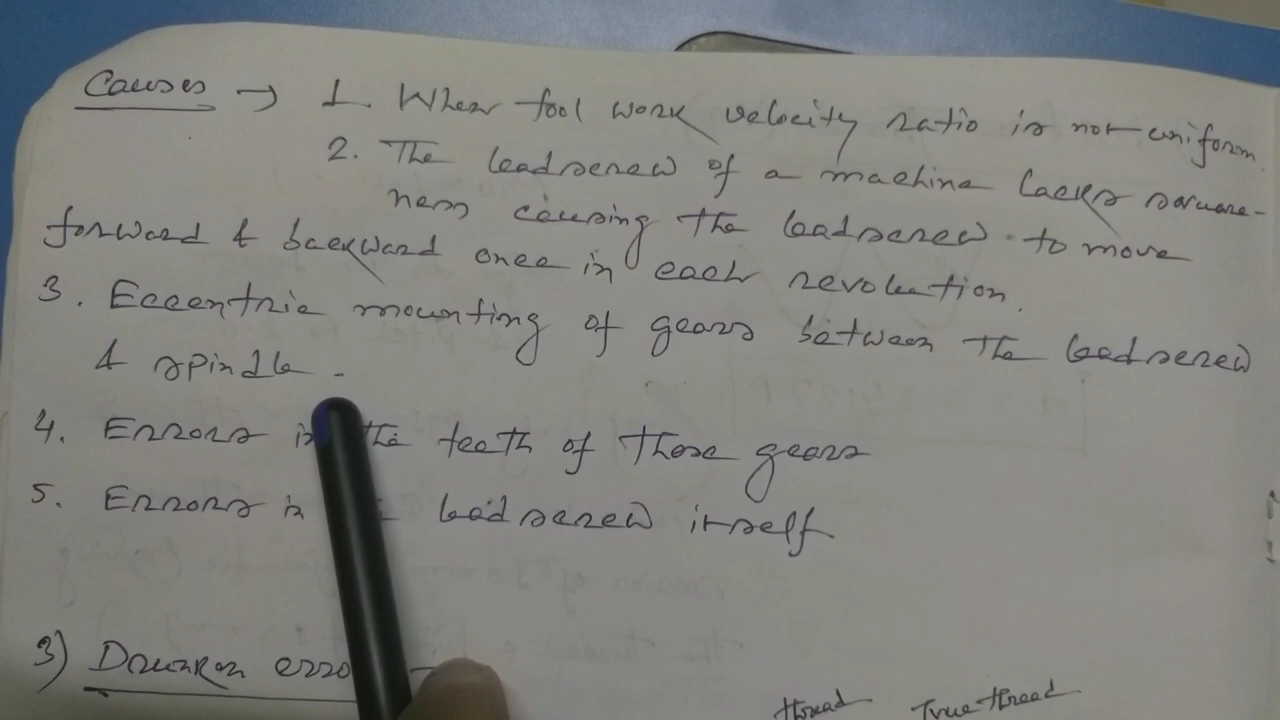 Causes → 1. When tool work velocity ratio is not uniform.
2. The leadscrew of a machine lacks square-
ness causing the leadscrew to move
forward & backward once in each revolution.
3. Eccentric mounting of gears between the leadscrew
& spindle.
4. Errors in the teeth of those gears
5. Errors in leadscrew itself
3) Drunken erro
thread True thread